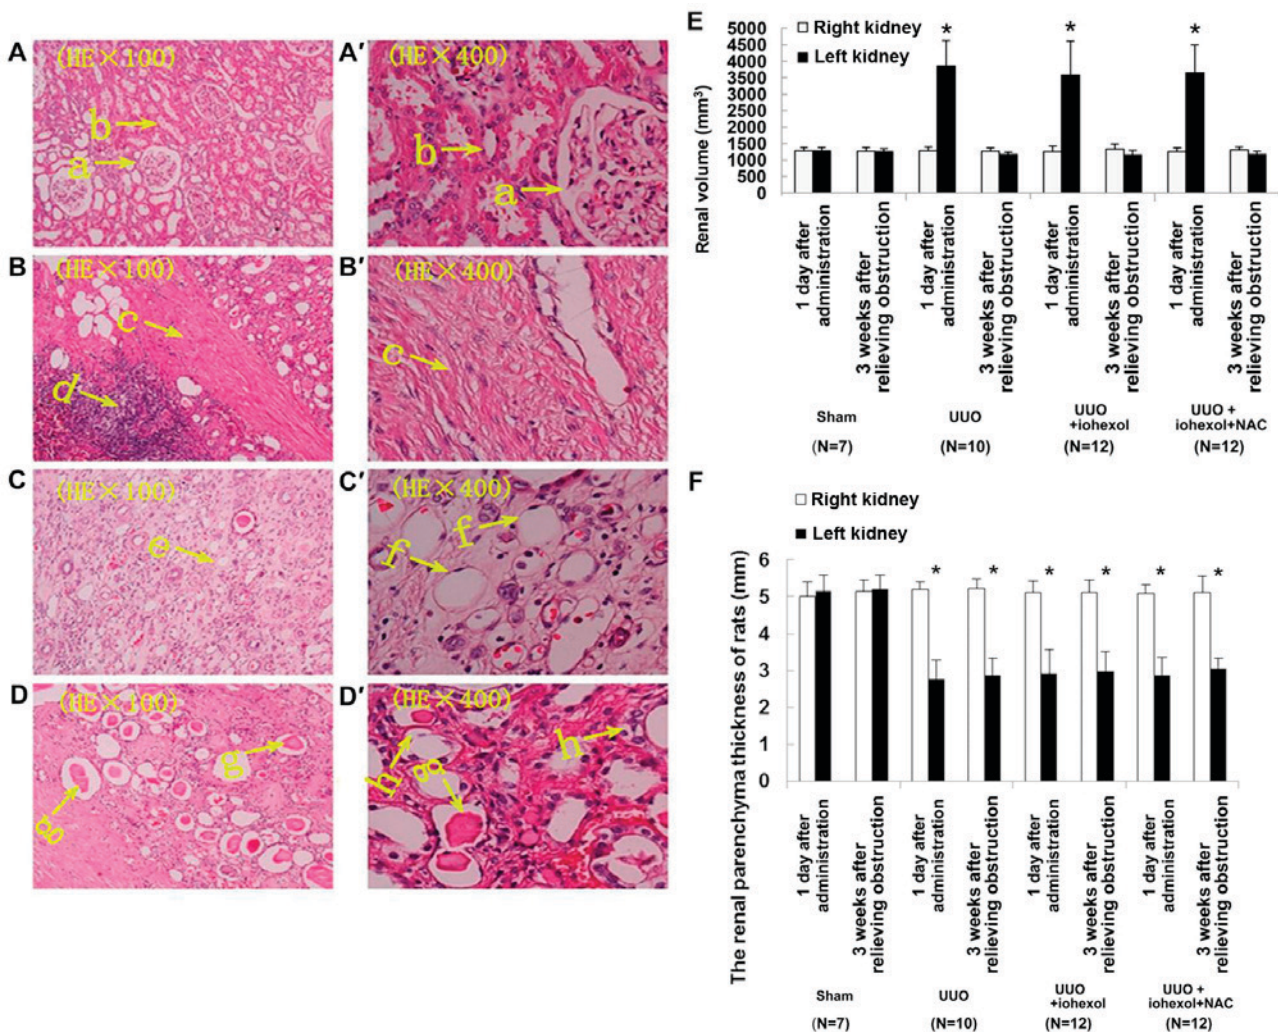 A
(HE×100)
b
a
A′
(HE×400)
b
a
B
(HE×100)
c
d
B′
(HE×400)
c
C
(HE×100)
e
C′
(HE×400)
f
f
D
(HE×100)
g
g
D′
(HE×400)
h
h
g
E
Right kidney
Left kidney
Renal volume (mm³)
5000
4500
4000
3500
3000
2500
2000
1500
1000
500
0
*
*
*
1 day after
administration
3 weeks after
relieving obstruction
1 day after
administration
3 weeks after
relieving obstruction
1 day after
administration
3 weeks after
relieving obstruction
1 day after
administration
3 weeks after
relieving obstruction
Sham
(N=7)
UUO
(N=10)
UUO
+iohexol
(N=12)
UUO +
iohexol+NAC
(N=12)
F
Right kidney
Left kidney
The renal parenchyma thickness of rats (mm)
6
5
4
3
2
1
0
*
*
*
*
*
*
1 day after
administration
3 weeks after
relieving obstruction
1 day after
administration
3 weeks after
relieving obstruction
1 day after
administration
3 weeks after
relieving obstruction
1 day after
administration
3 weeks after
relieving obstruction
Sham
(N=7)
UUO
(N=10)
UUO
+iohexol
(N=12)
UUO +
iohexol+NAC
(N=12)